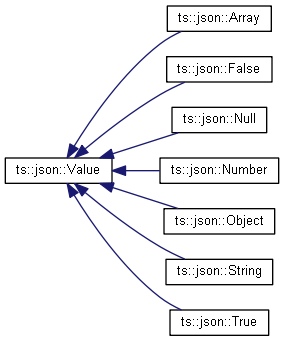 ts::json::Array
ts::json::False
ts::json::Null
ts::json::Value
ts::json::Number
ts::json::Object
ts::json::String
ts::json::True